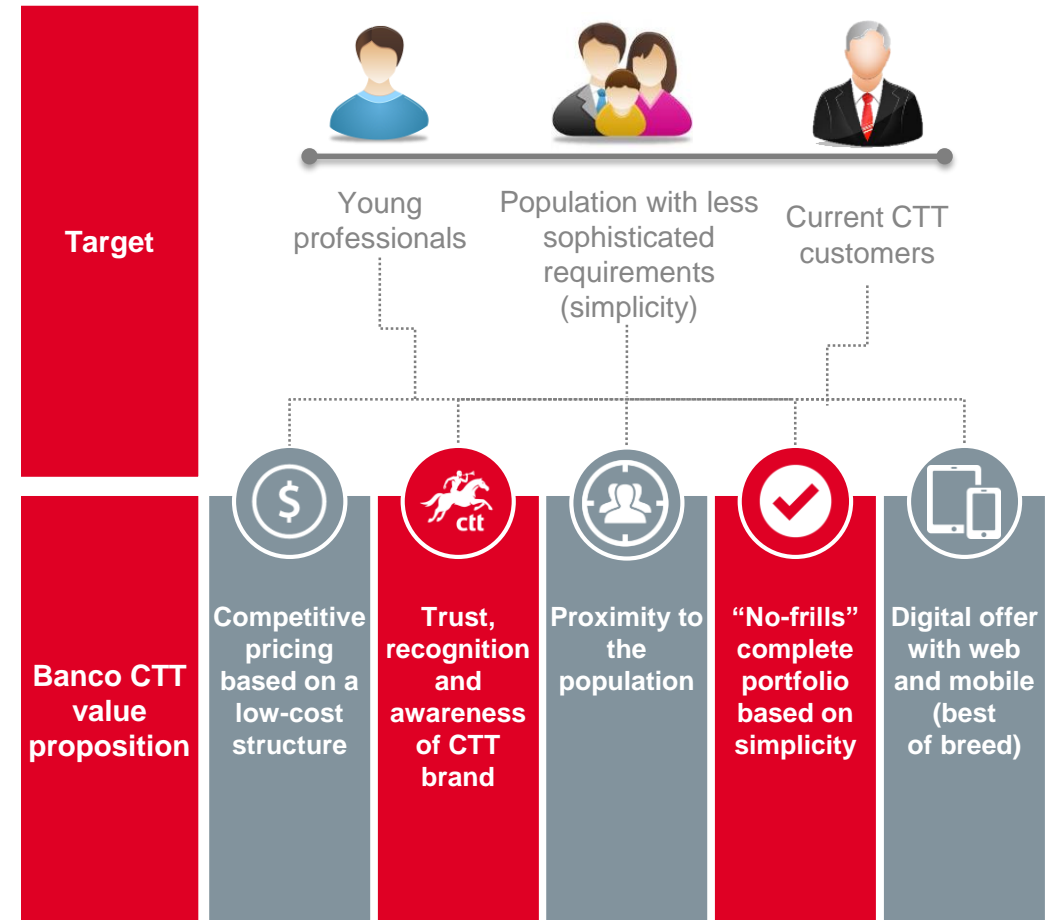 Target
Young
professionals
Population with less
sophisticated
requirements
(simplicity)
Current CTT
customers
$
ctt
Banco CTT
value
proposition
Competitive
pricing
based on a
low-cost
structure
Trust,
recognition
and
awareness
of CTT
brand
Proximity to
the
population
“No-frills”
complete
portfolio
based on
simplicity
Digital offer
with web
and mobile
(best
of breed)